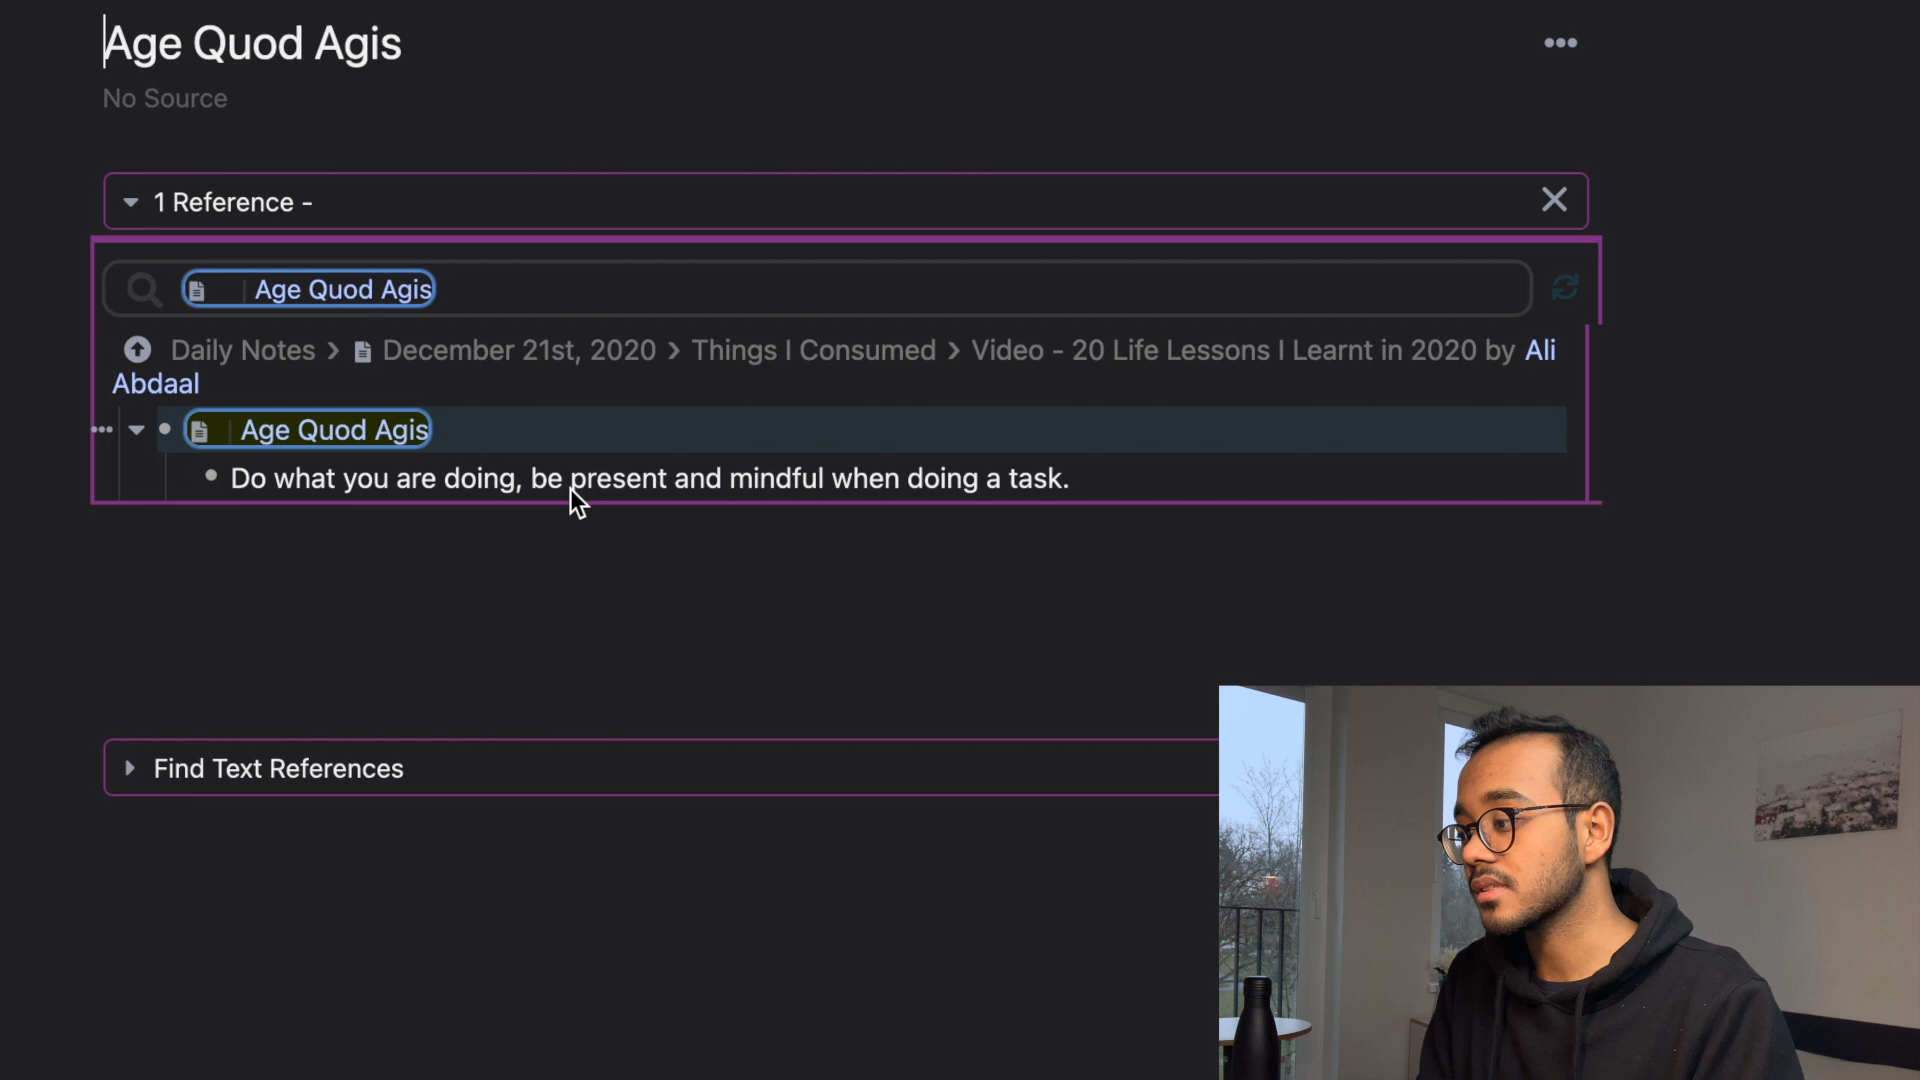 Age Quod Agis
No Source
1 Reference -
Age Quod Agis
Daily Notes > December 21st, 2020 > Things I Consumed > Video - 20 Life Lessons I Learnt in 2020 by Ali
Abdaal
Age Quod Agis
Do what you are doing, be present and mindful when doing a task.
Find Text References